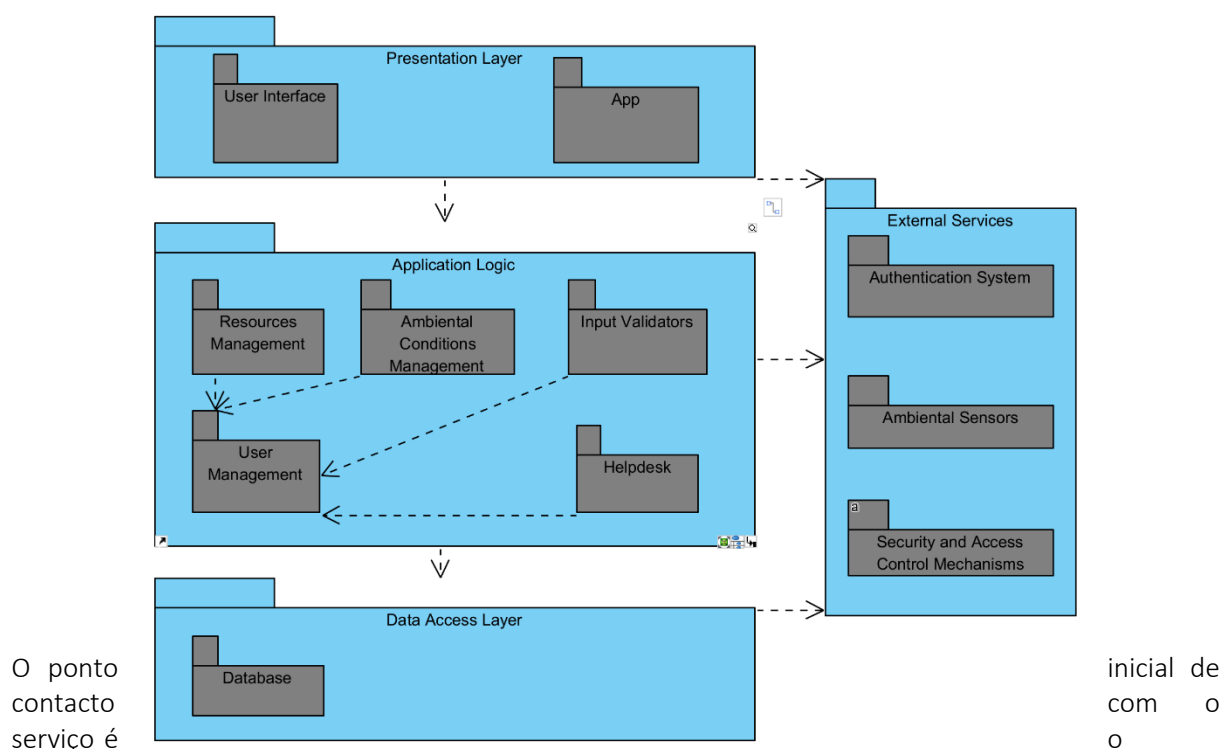 Presentation Layer
User Interface
App
External Services
Authentication System
Application Logic
Resources
Management
Ambiental
Conditions
Management
Input Validators
Ambiental Sensors
User
Management
Helpdesk
a
Security and Access
Control Mechanisms
Data Access Layer
Database
O ponto inicial de
contacto com o
serviço é o